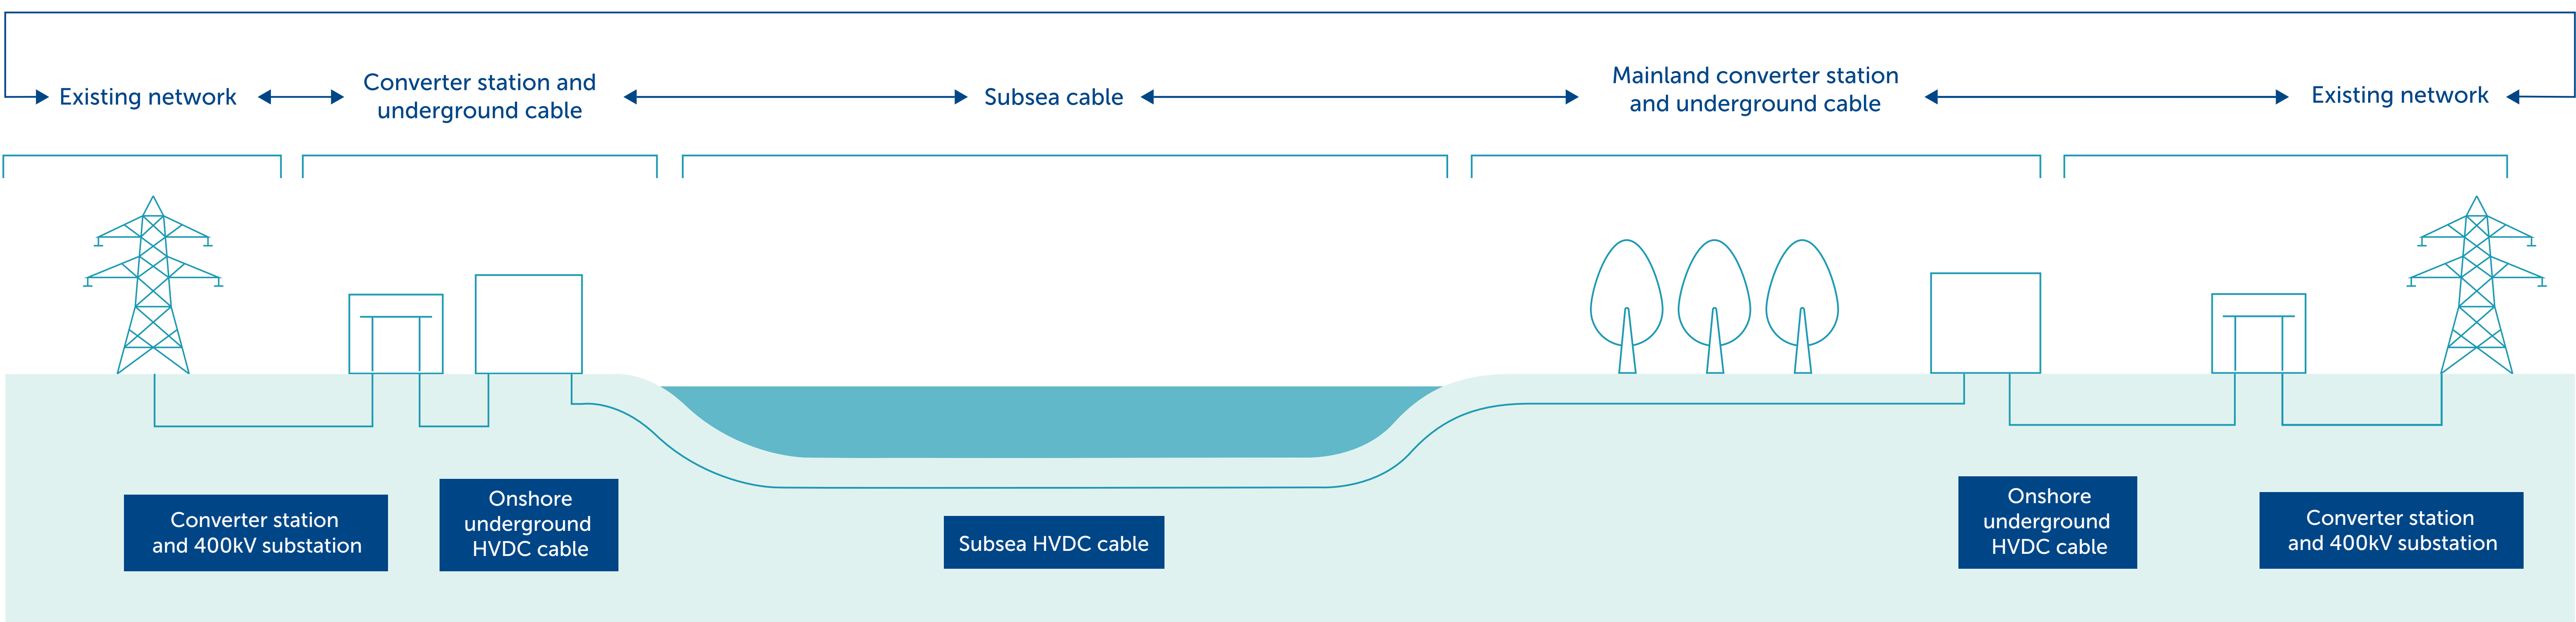 Existing network
Converter station and
underground cable
Subsea cable
Mainland converter station
and underground cable
Existing network
Converter station
and 400kV substation
Onshore
underground
HVDC cable
Subsea HVDC cable
Onshore
underground
HVDC cable
Converter station
and 400kV substation